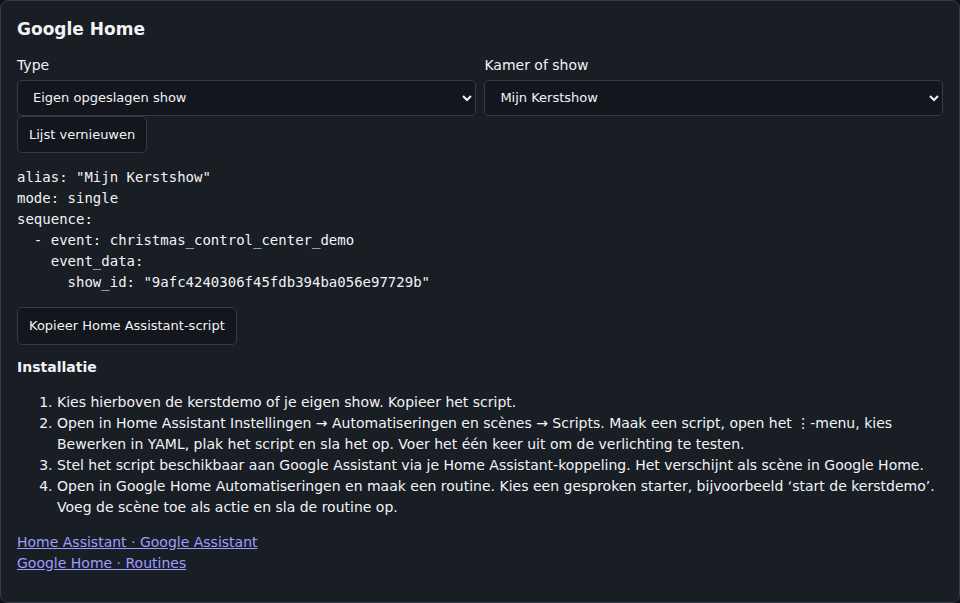 Google Home
Type
Kamer of show
Eigen opgeslagen show
Mijn Kerstshow
Lijst vernieuwen
alias: "Mijn Kerstshow"
mode: single
sequence:
  - event: christmas_control_center_demo
    event_data:
      show_id: "9afc4240306f45fdb394ba056e97729b"
Kopieer Home Assistant-script
Installatie
1. Kies hierboven de kerstdemo of je eigen show. Kopieer het script.
2. Open in Home Assistant Instellingen → Automatiseringen en scènes → Scripts. Maak een script, open het ⋮-menu, kies
Bewerken in YAML, plak het script en sla het op. Voer het één keer uit om de verlichting te testen.
3. Stel het script beschikbaar aan Google Assistant via je Home Assistant-koppeling. Het verschijnt als scène in Google Home.
4. Open in Google Home Automatiseringen en maak een routine. Kies een gesproken starter, bijvoorbeeld ‘start de kerstdemo’.
Voeg de scène toe als actie en sla de routine op.
Home Assistant · Google Assistant
Google Home · Routines